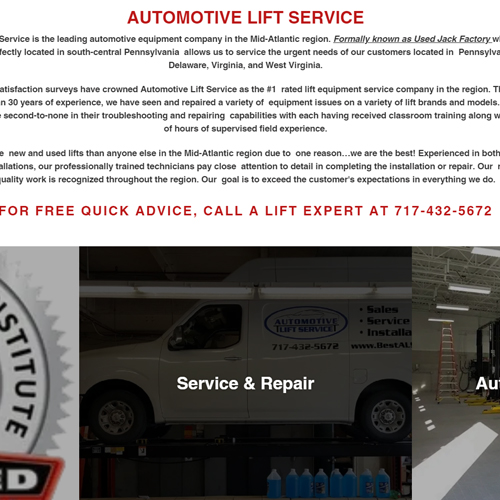 AUTOMOTIVE LIFT SERVICE
Service is the leading automotive equipment company in the Mid-Atlantic region. Formally known as Used Jack Factory
fectly located in south-central Pennsylvania allows us to service the urgent needs of our customers located in Pennsylva
Delaware, Virginia, and West Virginia.
atisfaction surveys have crowned Automotive Lift Service as the #1 rated lift equipment service company in the region. Th
n 30 years of experience, we have seen and repaired a variety of equipment issues on a variety of lift brands and models.
second-to-none in their troubleshooting and repairing capabilities with each having received classroom training along w
of hours of supervised field experience.
e new and used lifts than anyone else in the Mid-Atlantic region due to one reason...we are the best! Experienced in both
allations, our professionally trained technicians pay close attention to detail in completing the installation or repair. Our
uality work is recognized throughout the region. Our goal is to exceed the customer's expectations in everything we do.
FOR FREE QUICK ADVICE, CALL A LIFT EXPERT AT 717-432-5672
NSTITUTE
ED
AUTOMOTIVE
LIFT SERVICE
717-432-5672
• Sales
• Service
• Installa
www.BestAL
Service & Repair
Au